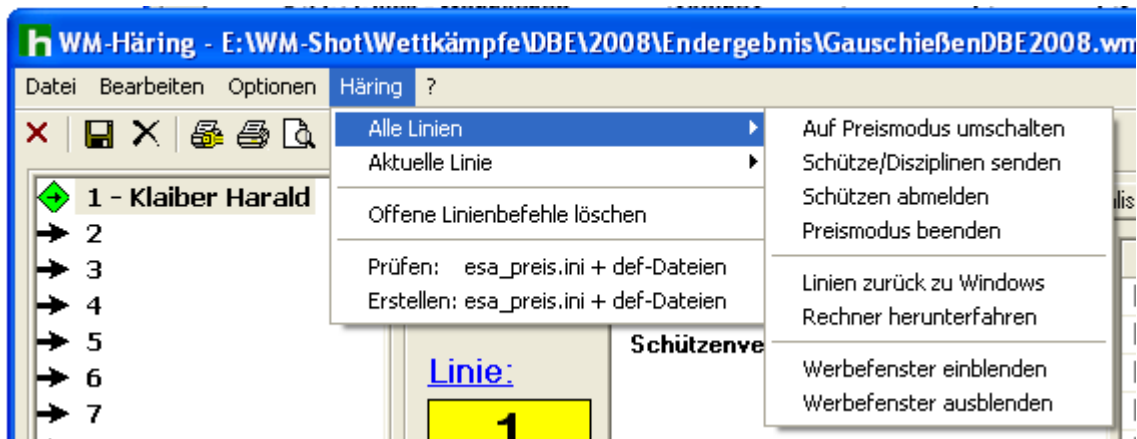 WM-Häring - E:\WM-Shot\Wettkämpfe\DBE\2008\Endergebnis\GauschießenDBE2008.wm
Datei Bearbeiten Optionen Häring ?
Alle Linien
Aktuelle Linie
Offene Linienbefehle löschen
Prüfen: esa_preis.ini + def-Dateien
Erstellen: esa_preis.ini + def-Dateien
Auf Preismodus umschalten
Schütze/Disziplinen senden
Schützen abmelden
Preismodus beenden
Linien zurück zu Windows
Rechner herunterfahren
Werbefenster einblenden
Werbefenster ausblenden
1 - Klaiber Harald
2
3
4
5
6
7
Linie:
1
Schützenve